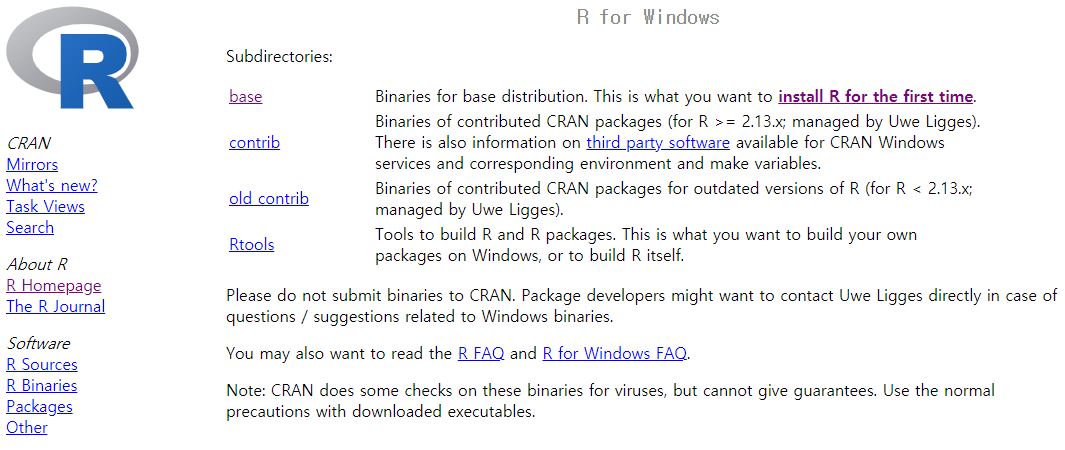 R
CRAN
Mirrors
What's new?
Task Views
Search
About R
R Homepage
The R Journal
Software
R Sources
R Binaries
Packages
Other
R for Windows
Subdirectories:
base Binaries for base distribution. This is what you want to install R for the first time.
Binaries of contributed CRAN packages (for R >= 2.13.x; managed by Uwe Ligges).
contrib There is also information on third party software available for CRAN Windows
services and corresponding environment and make variables.
old contrib Binaries of contributed CRAN packages for outdated versions of R (for R < 2.13.x;
managed by Uwe Ligges).
Rtools Tools to build R and R packages. This is what you want to build your own
packages on Windows, or to build R itself.
Please do not submit binaries to CRAN. Package developers might want to contact Uwe Ligges directly in case of
questions / suggestions related to Windows binaries.
You may also want to read the R FAQ and R for Windows FAQ.
Note: CRAN does some checks on these binaries for viruses, but cannot give guarantees. Use the normal
precautions with downloaded executables.